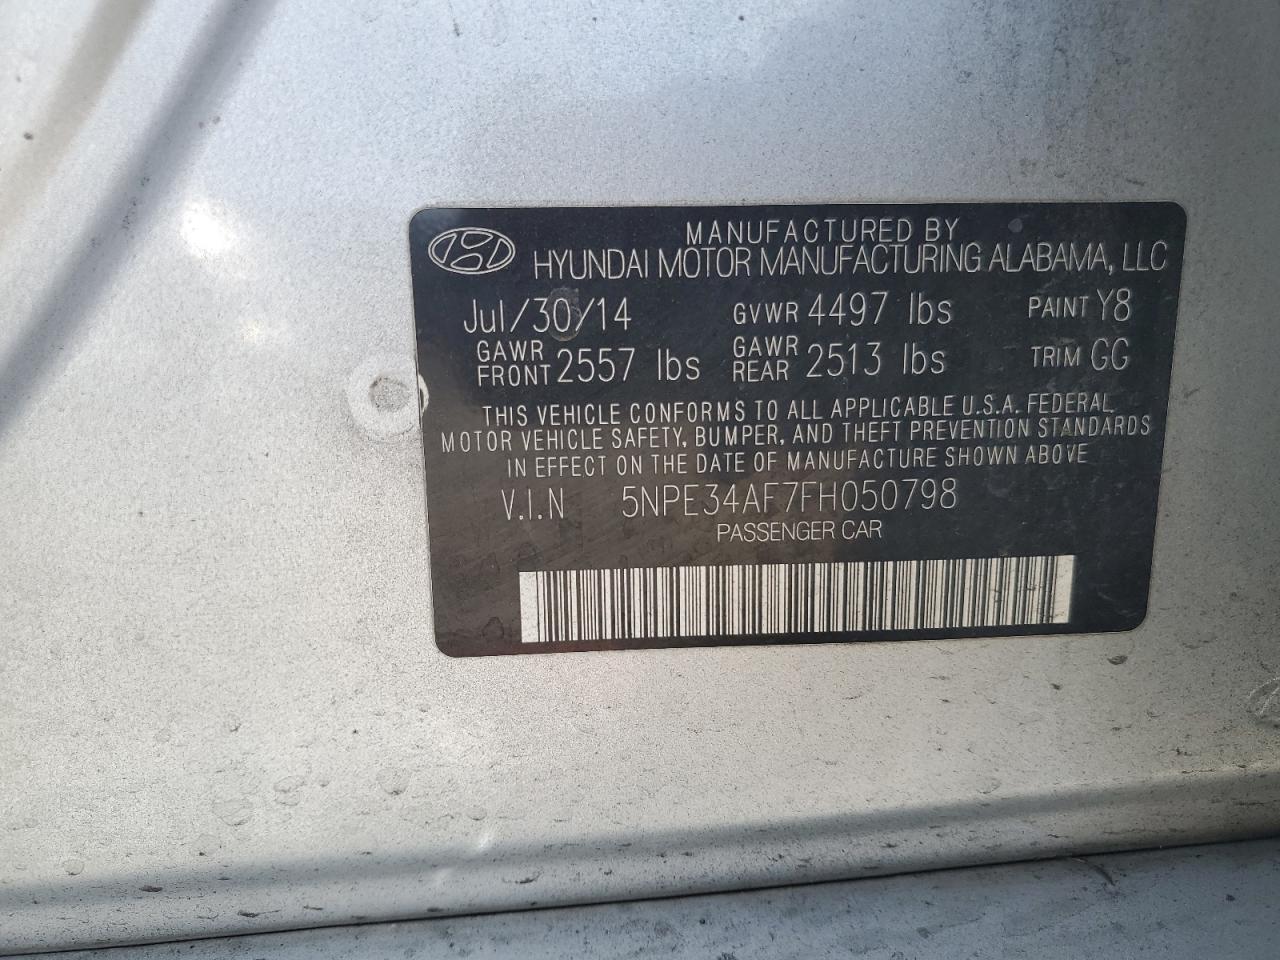 MANUFACTURED BY
HYUNDAI MOTOR MANUFACTURING ALABAMA, LLC
Jul/30/14 GVWR 4497 lbs PAINT Y8
GAWR FRONT 2557 lbs GAWR REAR 2513 lbs TRIM GG
THIS VEHICLE CONFORMS TO ALL APPLICABLE U.S.A. FEDERAL
MOTOR VEHICLE SAFETY, BUMPER, AND THEFT PREVENTION STANDARDS
IN EFFECT ON THE DATE OF MANUFACTURE SHOWN ABOVE
V.I.N 5NPE34AF7FH050798
PASSENGER CAR